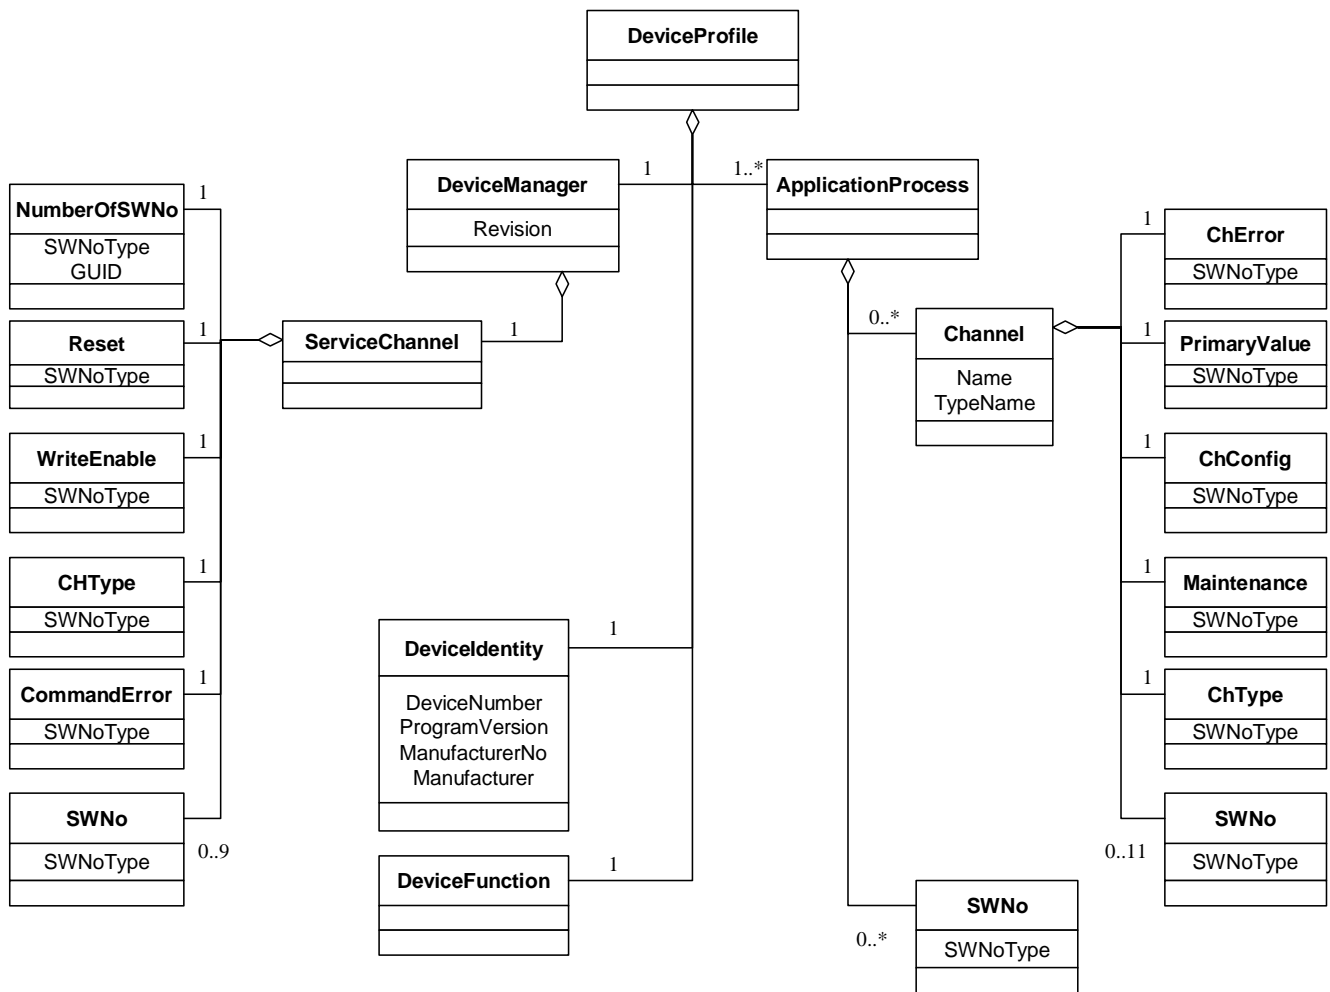 DeviceProfile
DeviceManager
Revision
1
1..*
ApplicationProcess
NumberOfSWNo
SWNoType
GUID
1
Reset
SWNoType
1
WriteEnable
SWNoType
1
CHType
SWNoType
1
CommandError
SWNoType
1
SWNo
SWNoType
0..9
ServiceChannel
1
DeviceIdentity
DeviceNumber
ProgramVersion
ManufacturerNo
Manufacturer
1
DeviceFunction
1
0..*
Channel
Name
TypeName
0..*
SWNo
SWNoType
1
ChError
SWNoType
1
PrimaryValue
SWNoType
1
ChConfig
SWNoType
1
Maintenance
SWNoType
1
ChType
SWNoType
0..11
SWNo
SWNoType